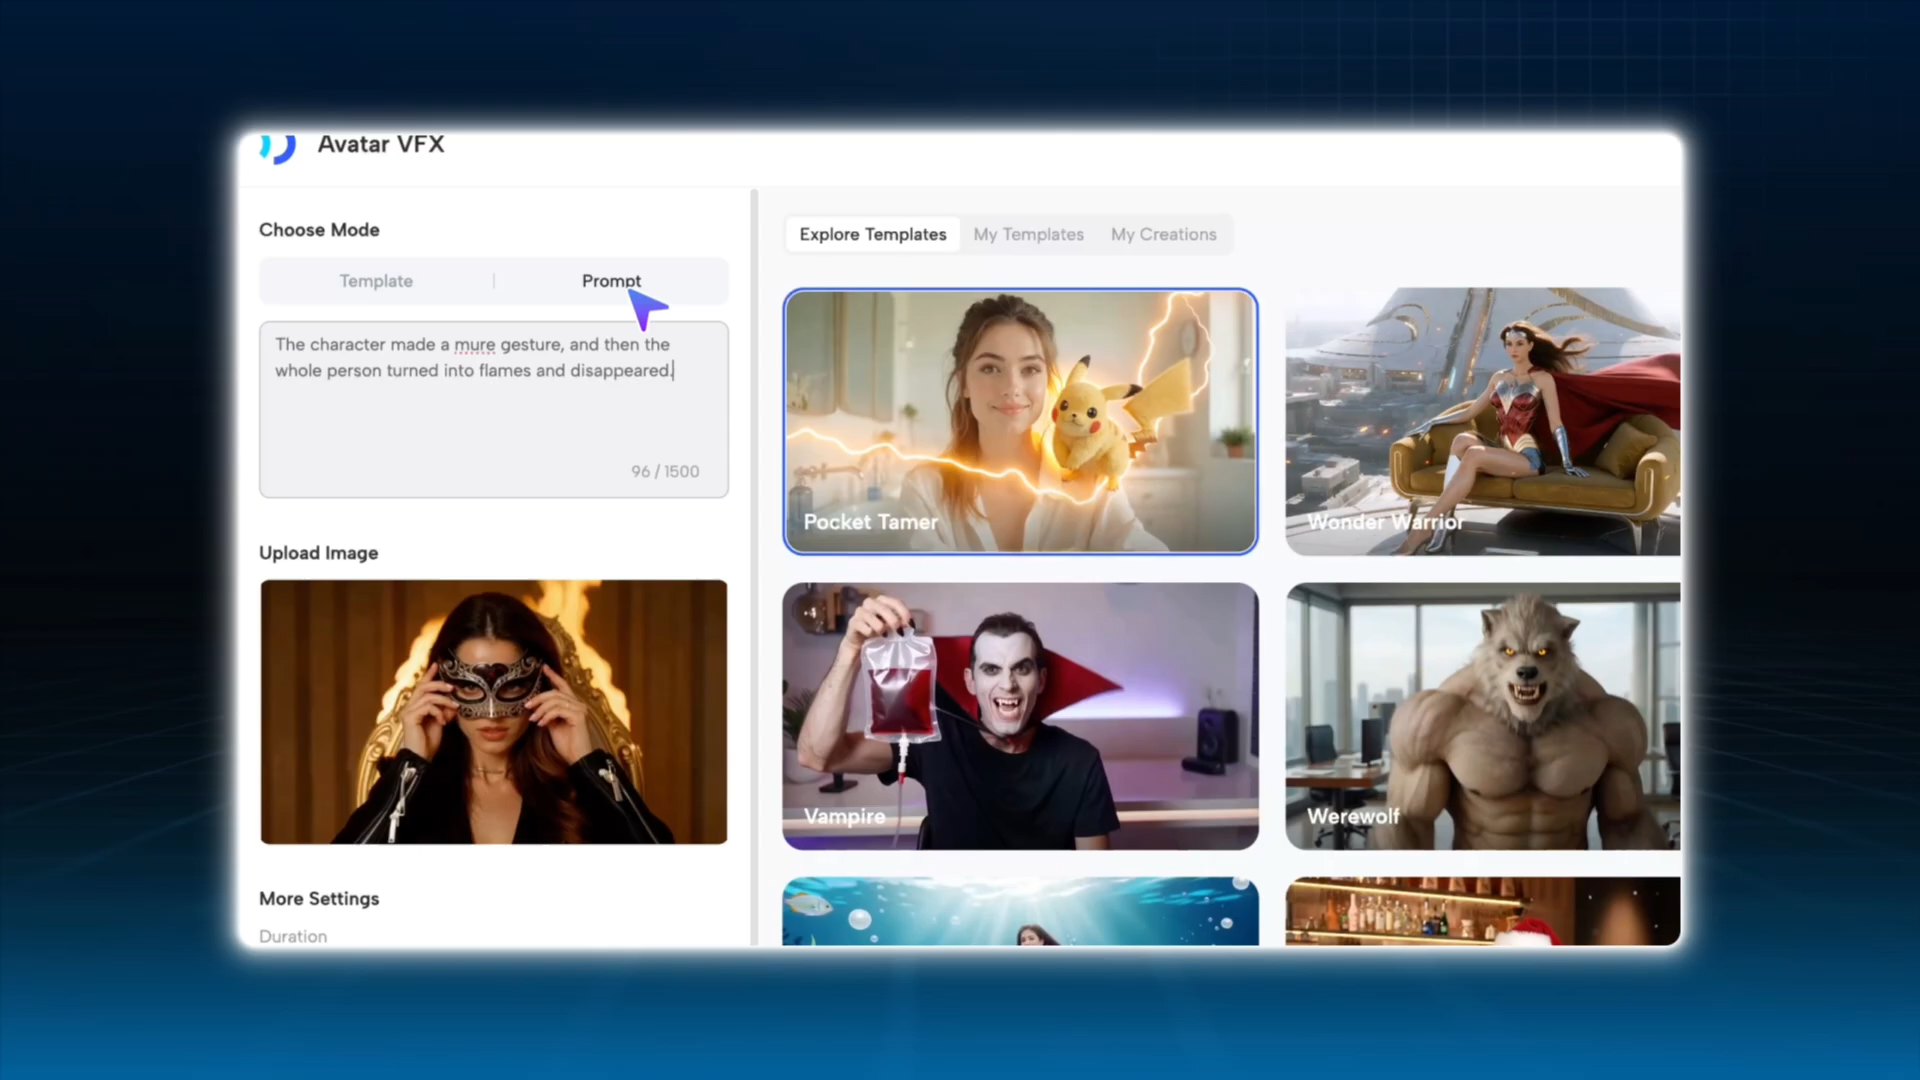 Avatar VFX
Choose Mode
Template
Prompt
The character made a mure gesture, and then the
whole person turned into flames and disappeared.
96 / 1500
Upload Image
More Settings
Duration
Explore Templates
My Templates
My Creations
Pocket Tamer
Wonder Warrior
Vampire
Werewolf